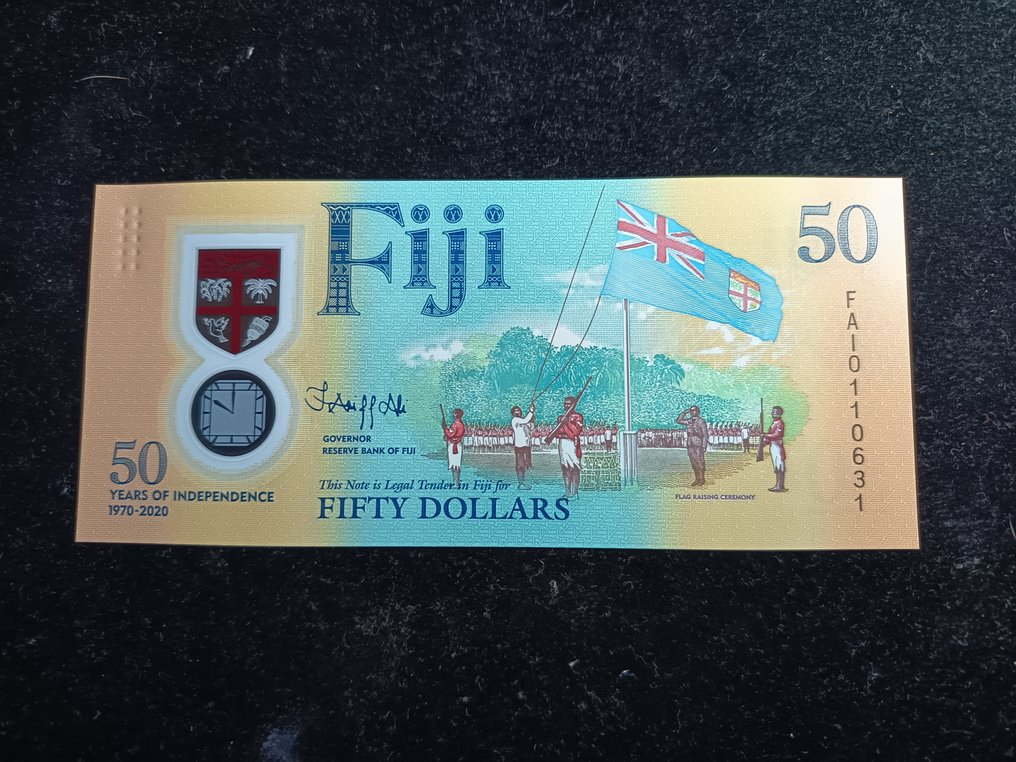 Fiji
50
FAI0110631
GOVERNOR
RESERVE BANK OF FIJI
50
YEARS OF INDEPENDENCE
1970-2020
This Note is Legal Tender in Fiji for
FIFTY DOLLARS
FLAG RAISING CEREMONY